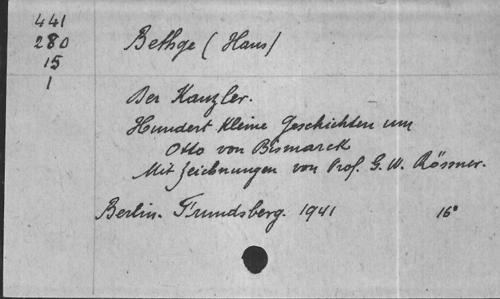 441
280
15
1
Bethge (Hans)
Der Kanzler.
Hundert kleine Geschichten um
Otto von Bismarck
Mit Zeichnungen von Prof. G. W. Rössner.
Berlin. Frundsberg. 1941 16°